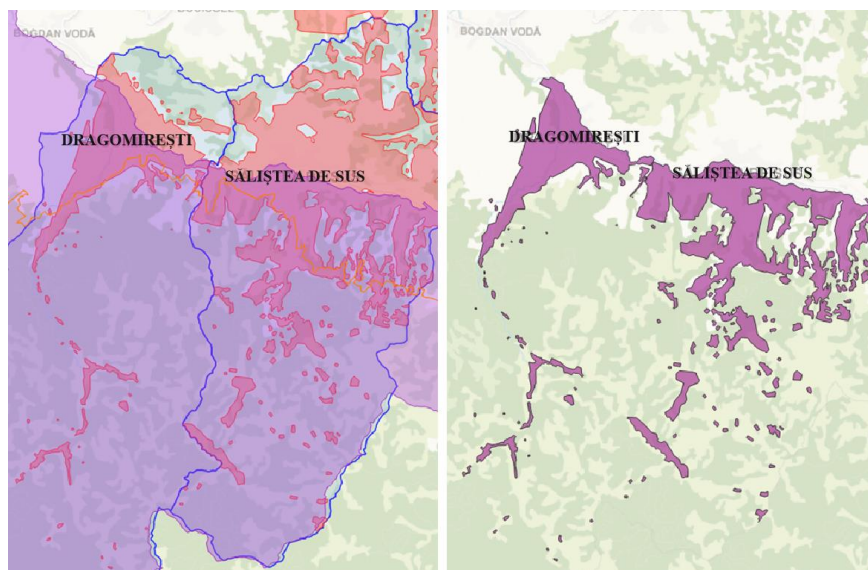 BOGDAN VODĂ
DRAGOMIREȘTI
SĂLIȘTEA DE SUS
BOGDAN VODĂ
DRAGOMIREȘTI
SĂLIȘTEA DE SUS